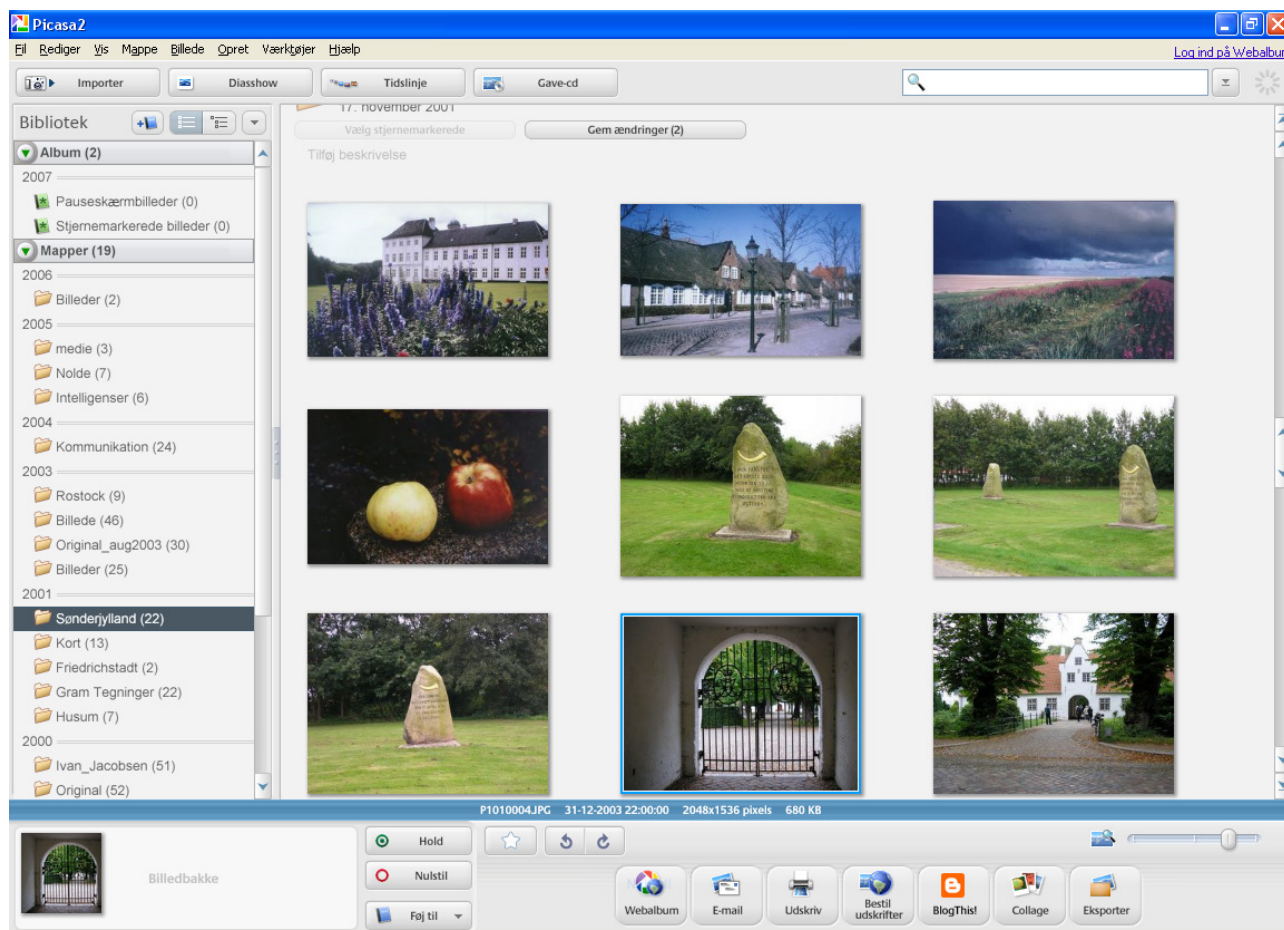 Picasa2
Fil Rediger Vis Mappe Billede Opret Værktøjer Hjælp
Log ind på Webalbum
Importer Diasshow Tidslinje Gave-cd
17. november 2001
Bibliotek
Vælg stjernemarkerede Gem ændringer (2)
Tilføj beskrivelse
Album (2)
2007
Pauseskærmbilleder (0)
Stjernemarkerede billeder (0)
Mapper (19)
2006
Billeder (2)
2005
medie (3)
Nolde (7)
Intelligenser (6)
2004
Kommunikation (24)
2003
Rostock (9)
Billede (46)
Original_aug2003 (30)
Billeder (25)
2001
Sønderjylland (22)
Kort (13)
Friedrichstadt (2)
Gram Tegninger (22)
Husum (7)
2000
Ivan_Jacobsen (51)
Original (52)
P1010004.JPG 31-12-2003 22:00:00 2048x1536 pixels 680 KB
Billedbakke
Hold
Nulstil
Føj til
Webalbum E-mail Udskriv Bestil udskrifter BlogThis! Collage Eksporter